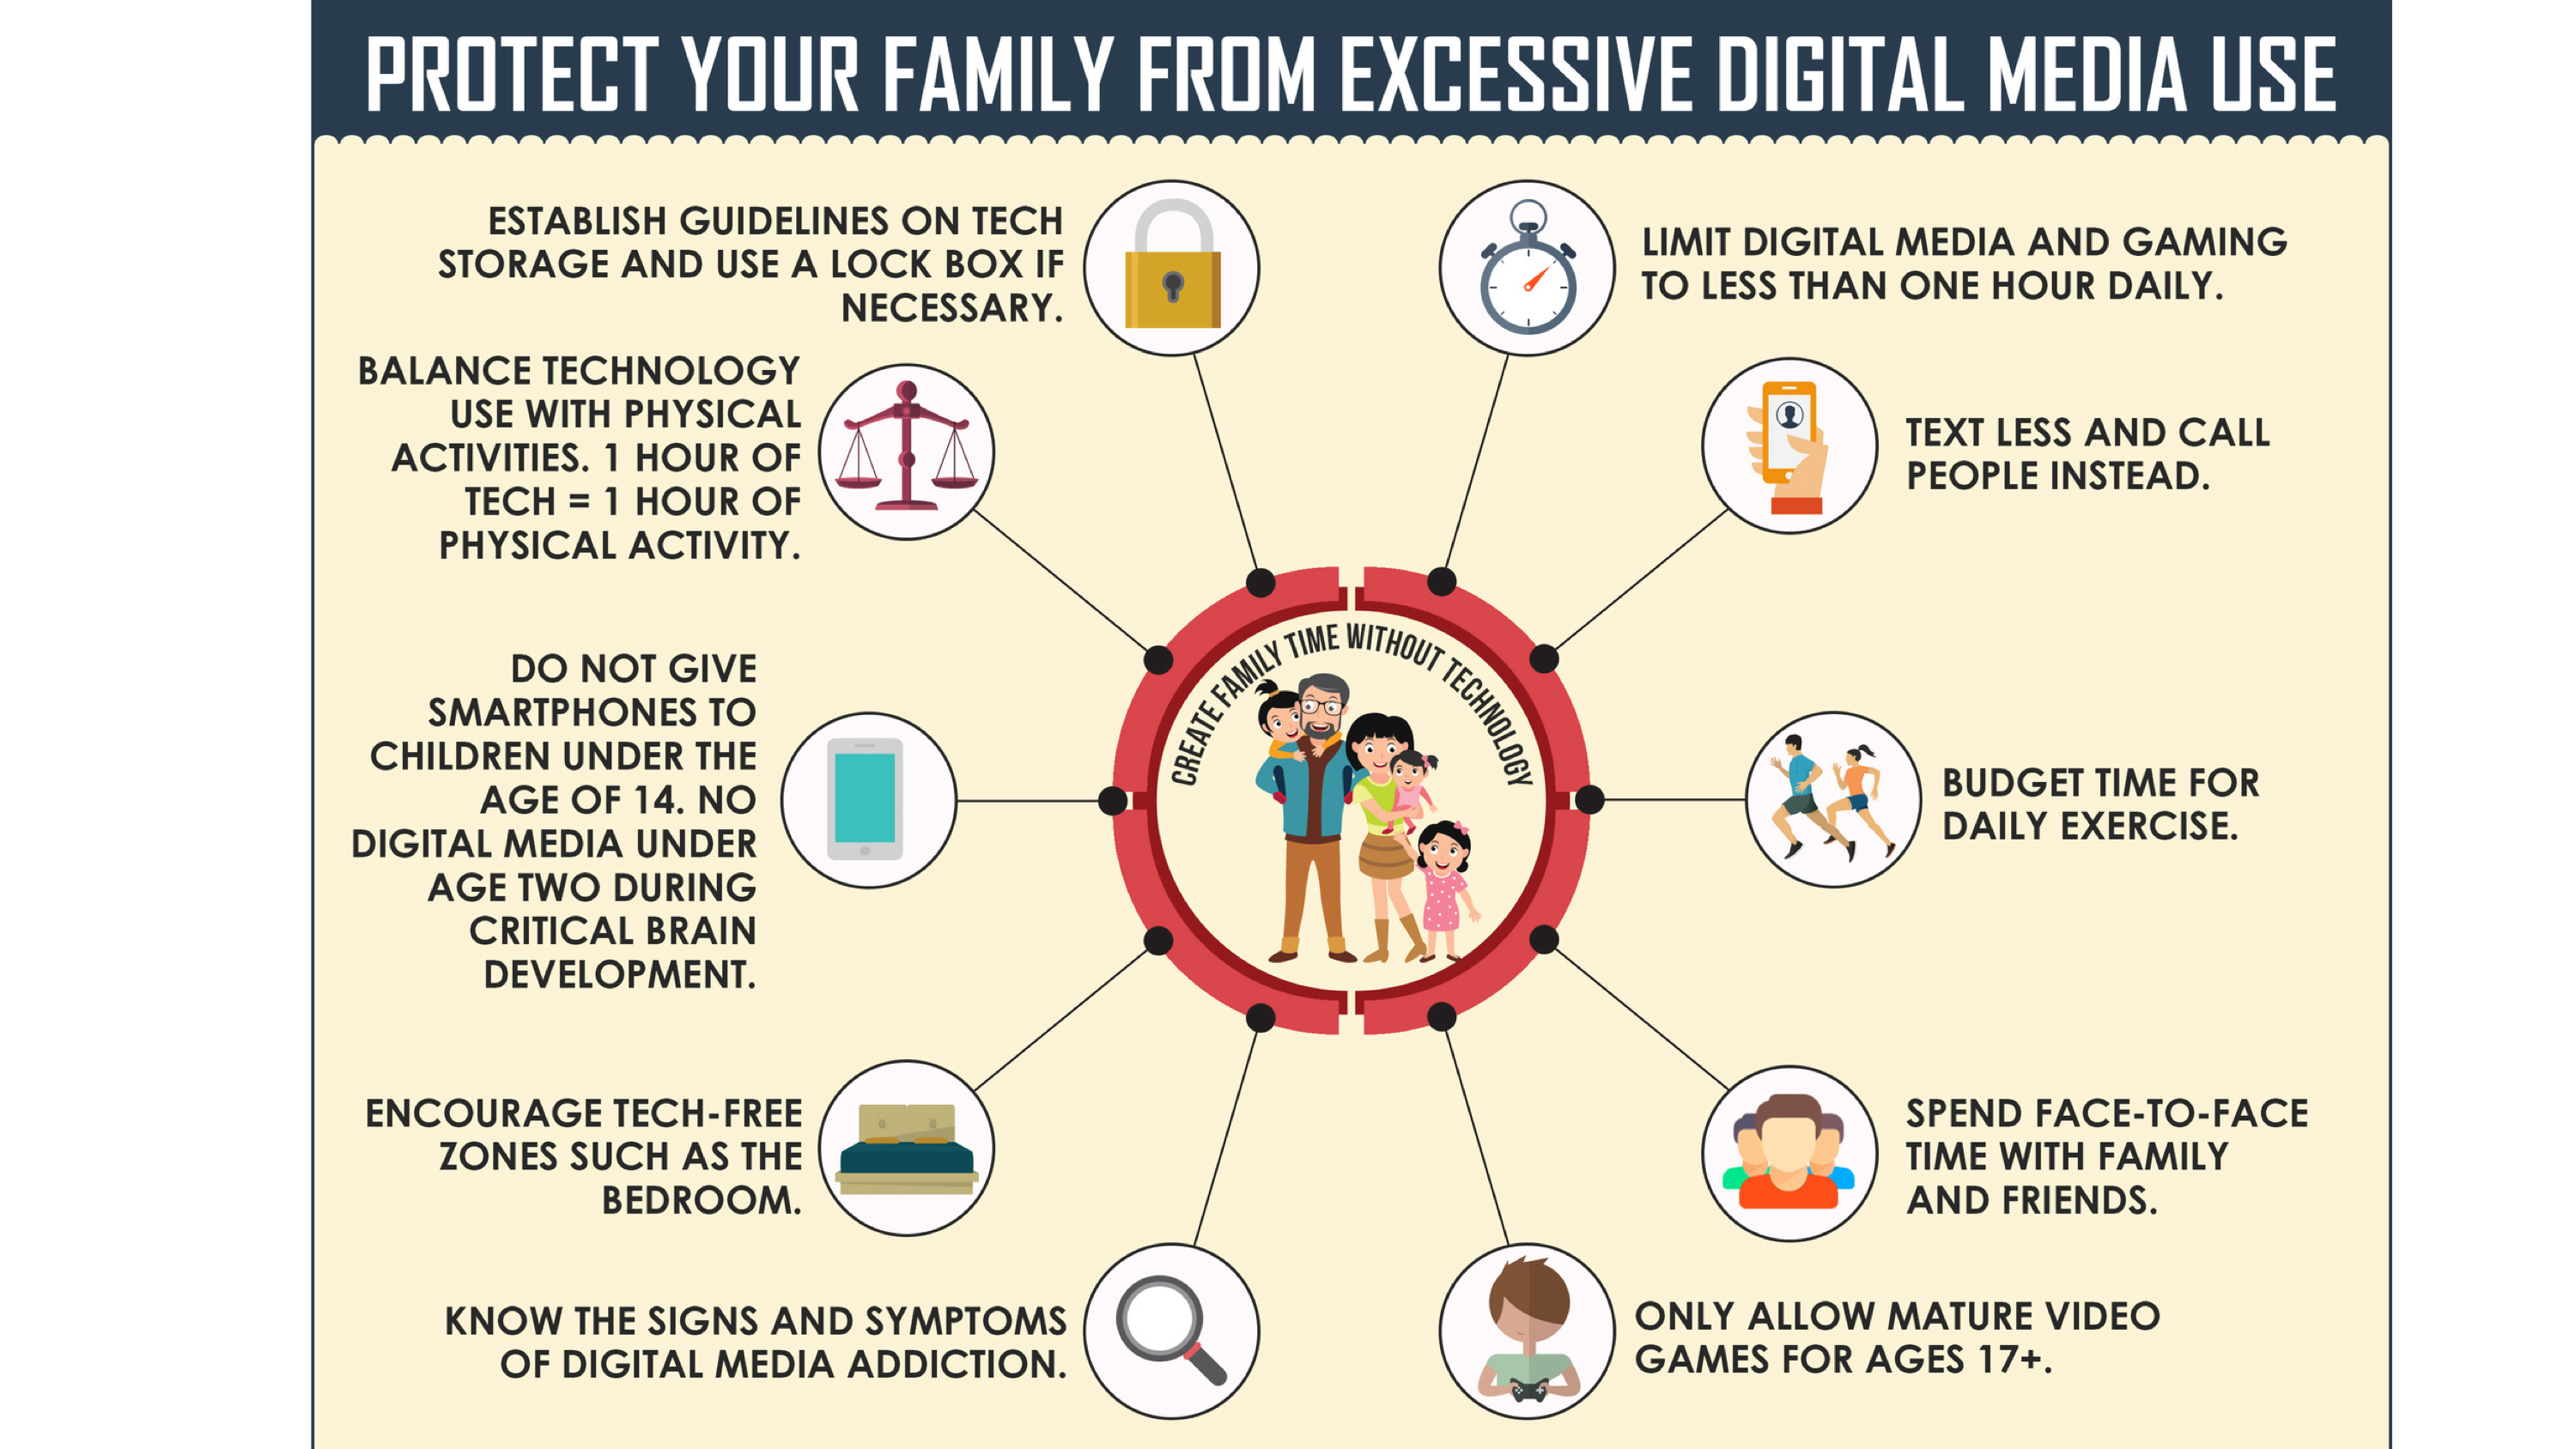 PROTECT YOUR FAMILY FROM EXCESSIVE DIGITAL MEDIA USE
ESTABLISH GUIDELINES ON TECH
STORAGE AND USE A LOCK BOX IF
NECESSARY.
LIMIT DIGITAL MEDIA AND GAMING
TO LESS THAN ONE HOUR DAILY.
BALANCE TECHNOLOGY
USE WITH PHYSICAL
ACTIVITIES. 1 HOUR OF
TECH = 1 HOUR OF
PHYSICAL ACTIVITY.
TEXT LESS AND CALL
PEOPLE INSTEAD.
CREATE FAMILY TIME WITHOUT TECHNOLOGY
DO NOT GIVE
SMARTPHONES TO
CHILDREN UNDER THE
AGE OF 14. NO
DIGITAL MEDIA UNDER
AGE TWO DURING
CRITICAL BRAIN
DEVELOPMENT.
BUDGET TIME FOR
DAILY EXERCISE.
ENCOURAGE TECH-FREE
ZONES SUCH AS THE
BEDROOM.
SPEND FACE-TO-FACE
TIME WITH FAMILY
AND FRIENDS.
KNOW THE SIGNS AND SYMPTOMS
OF DIGITAL MEDIA ADDICTION.
ONLY ALLOW MATURE VIDEO
GAMES FOR AGES 17+.